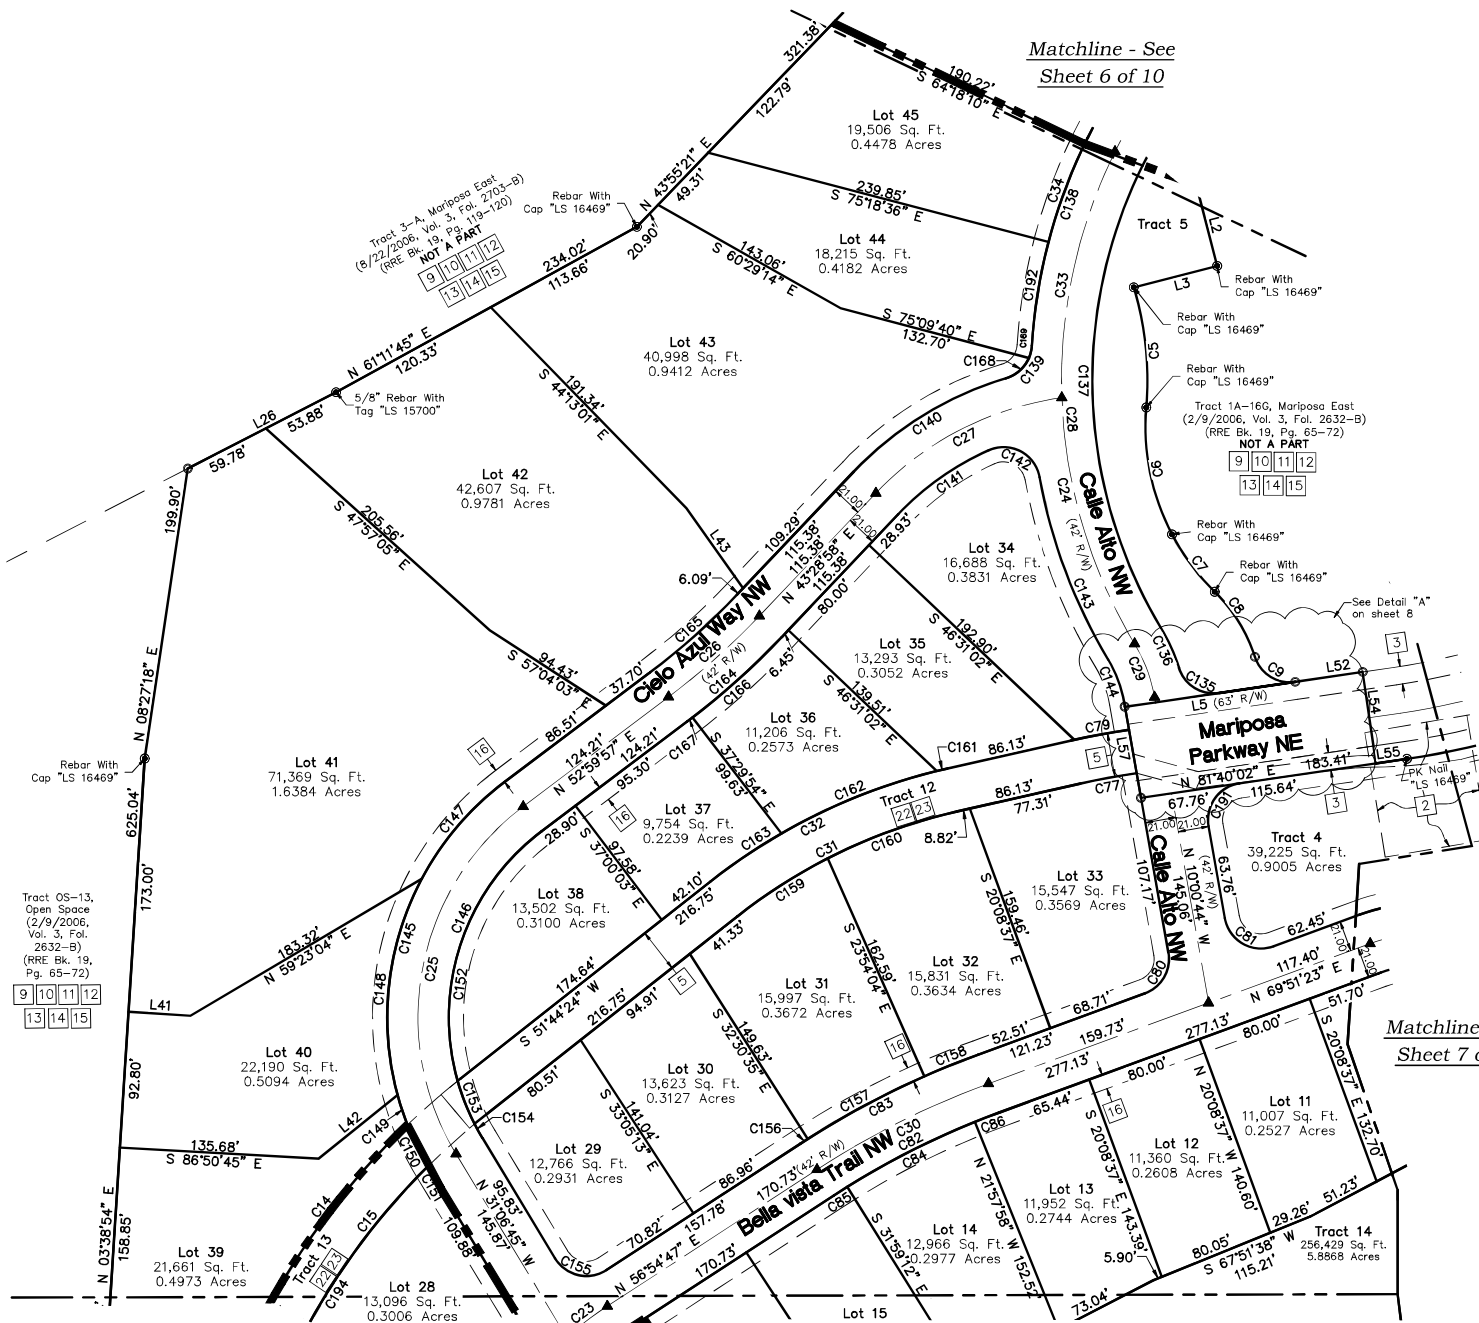 Matchline - See
Sheet 6 of 10
321.38'
122.79'
190.22'
S 64°18'10" E
Lot 45
19,506 Sq. Ft.
0.4478 Acres
N 43°55'21" E
49.31'
20.90'
239.85'
S 75°18'36" E
C34
C138
Tract 5
L2
L3
Rebar With
Cap "LS 16469"
Rebar With
Cap "LS 16469"
Rebar With
Cap "LS 16469"
Tract 3-A, Mariposa East
(8/22/2006, Vol. 3, Fol. 2703-B)
(RRE Bk. 19, Pg. 119-120)
NOT A PART
9 10 11 12
13 14 15
Rebar With
Cap "LS 16469"
234.02'
113.66'
Lot 44
18,215 Sq. Ft.
0.4182 Acres
143.06'
S 60°29'14" E
S 75°09'40" E
132.70'
C192
C33
C169
C168
C139
C5
Tract 1A-16G, Mariposa East
(2/9/2006, Vol. 3, Fol. 2632-B)
(RRE Bk. 19, Pg. 65-72)
NOT A PART
9 10 11 12
13 14 15
N 61°11'45" E
120.33'
5/8" Rebar With
Tag "LS 15700"
L26
53.88'
59.78'
Lot 43
40,998 Sq. Ft.
0.9412 Acres
191.34'
S 44°13'01" E
C140
C27
C28
C137
C6
C142
C141
C24
Calle Alto NW
(42' R/W)
Rebar With
Cap "LS 16469"
C7
Rebar With
Cap "LS 16469"
C8
See Detail "A"
on sheet 8
Lot 42
42,607 Sq. Ft.
0.9781 Acres
199.90'
205.56'
S 47°57'05" E
L43
109.29'
115.38'
115.38'
N 43°28'58" E
115.38'
21.00'
21.00'
28.93'
80.00'
6.09'
Lot 34
16,688 Sq. Ft.
0.3831 Acres
C143
192.90'
S 46°31'02" E
Lot 35
13,293 Sq. Ft.
0.3052 Acres
C136
C29
C135
C144
C9
L52
3
L54
L5 (63' R/W)
Mariposa
Parkway NE
N 08°27'18" E
94.43'
S 57°04'03" E
C165
37.70'
Cielo Azul Way NW
C26
(42' R/W)
C164
C166
6.45'
139.51'
S 46°31'02" E
Rebar With
Cap "LS 16469"
Lot 41
71,369 Sq. Ft.
1.6384 Acres
16
86.51'
124.21'
N 52°59'57" E
124.21'
95.30'
C167
Lot 36
11,206 Sq. Ft.
0.2573 Acres
C161
86.13'
C79
L57
5
N 81°40'02" E
183.41'
L55
PK Nail
"LS 16469"
625.04'
C147
28.90'
16
S 37°29'54" E
99.63'
C162
Tract 12
22 23
86.13'
77.31'
C77
67.76'
115.64'
3
2
C191
21.00'
21.00'
Lot 37
9,754 Sq. Ft.
0.2239 Acres
C163
C32
C160
8.82'
Tract 4
39,225 Sq. Ft.
0.9005 Acres
97.58'
S 37°00'03" E
C31
Calle Alto NW
(42' R/W)
63.76'
Tract OS-13,
Open Space
(2/9/2006,
Vol. 3, Fol.
2632-B)
(RRE Bk. 19,
Pg. 65-72)
9 10 11 12
13 14 15
173.00'
Lot 38
13,502 Sq. Ft.
0.3100 Acres
42.10'
216.75'
C159
Lot 33
15,547 Sq. Ft.
0.3569 Acres
107.17'
145.06'
N 10°00'44" W
C145
C146
183.32'
N 59°23'04" E
C25
C148
C152
174.64'
S 51°44'24" W
5
41.33'
216.75'
94.91'
162.59'
S 23°54'04" E
159.46'
S 20°08'37" E
C81
62.45'
21.00'
21.00'
Lot 32
15,831 Sq. Ft.
0.3634 Acres
C80
117.40'
N 69°51'23" E
L41
Lot 31
15,997 Sq. Ft.
0.3672 Acres
68.71'
51.70'
Lot 40
22,190 Sq. Ft.
0.5094 Acres
149.63'
S 32°30'35" E
16
C158
52.51'
121.23'
159.73'
277.13'
277.13'
80.00'
Matchline
Sheet 7 o
92.80'
C153
C154
80.51'
Lot 30
13,623 Sq. Ft.
0.3127 Acres
C157
C83
80.00'
65.44'
16
S 20°08'37" E
132.70'
L42
C149
C150
C151
135.68'
S 86°50'45" E
141.04'
S 33°05'13" E
C156
C30
C82
C86
Lot 11
11,007 Sq. Ft.
0.2527 Acres
N 20°08'37" W
140.60'
Lot 29
12,766 Sq. Ft.
0.2931 Acres
86.96'
170.73'
(42' R/W)
Bella vista Trail NW
C84
Lot 12
11,360 Sq. Ft.
0.2608 Acres
S 20°08'37" E
143.39'
N 03°38'54" E
158.85'
C14
C15
95.83'
N 31°06'45" W
145.87'
109.88'
157.78'
70.82'
C85
Lot 13
11,952 Sq. Ft.
0.2744 Acres
N 21°57'58" W
152.52'
51.23'
29.26'
Lot 39
21,661 Sq. Ft.
0.4973 Acres
Tract 13
22 23
C194
C155
N 56°54'47" E
170.73'
S 31°59'12" E
Lot 14
12,966 Sq. Ft.
0.2977 Acres
5.90'
80.05'
S 67°51'38" W
115.21'
Tract 14
256,429 Sq. Ft.
5.8868 Acres
Lot 28
13,096 Sq. Ft.
0.3006 Acres
C23
Lot 15
73.04'